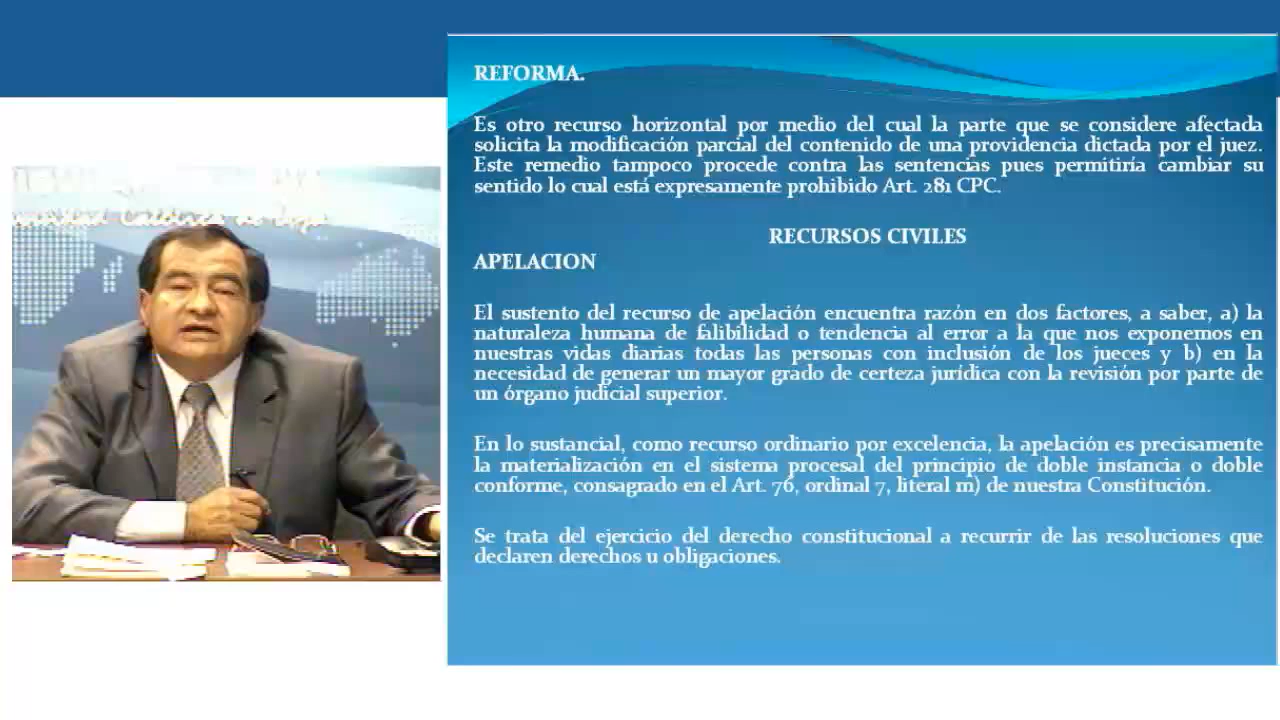 Católica de Loja
REFORMA.
Es otro recurso horizontal por medio del cual la parte que se considere afectada
solicita la modificación parcial del contenido de una providencia dictada por el juez.
Este remedio tampoco procede contra las sentencias pues permitiría cambiar su
sentido lo cual está expresamente prohibido Art. 281 CPC.
RECURSOS CIVILES
APELACION
El sustento del recurso de apelación encuentra razón en dos factores, a saber, a) la
naturaleza humana de falibilidad o tendencia al error a la que nos exponemos en
nuestras vidas diarias todas las personas con inclusión de los jueces y b) en la
necesidad de generar un mayor grado de certeza jurídica con la revisión por parte de
un órgano judicial superior.
En lo sustancial, como recurso ordinario por excelencia, la apelación es precisamente
la materialización en el sistema procesal del principio de doble instancia o doble
conforme, consagrado en el Art. 76, ordinal 7, literal m) de nuestra Constitución.
Se trata del ejercicio del derecho constitucional a recurrir de las resoluciones que
declaren derechos u obligaciones.